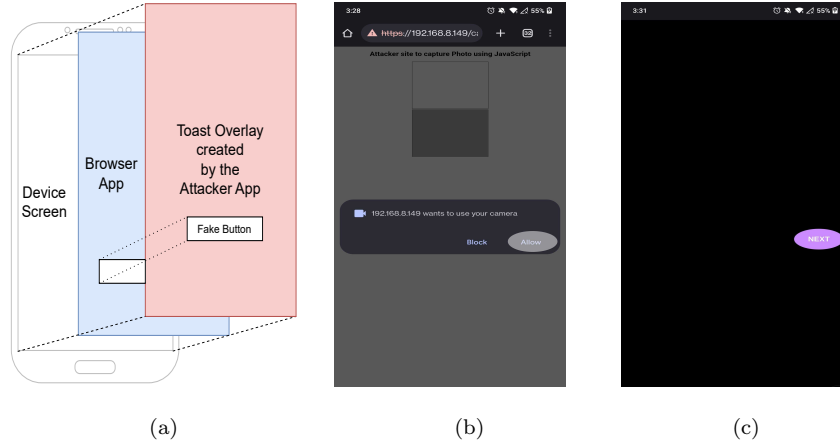 Device
Screen
Browser
App
Toast Overlay
created
by the
Attacker App
Fake Button
(a)
3:28
55%
https://192.168.8.149/ca
32
Attacker site to capture Photo using JavaScript
192.168.8.149 wants to use your camera
Block
Allow
(b)
3:31
55%
NEXT
(c)